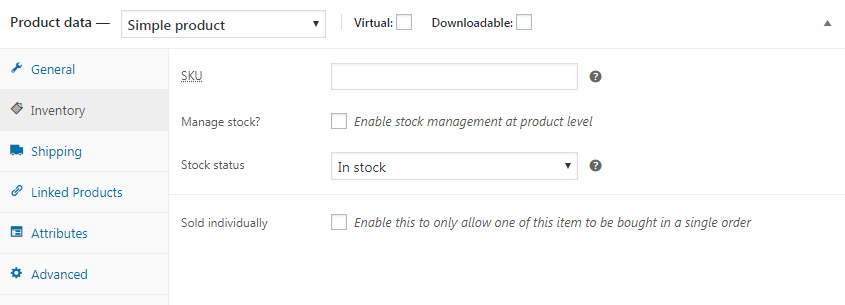 Product data — Simple product Virtual: Downloadable:
General
Inventory
Shipping
Linked Products
Attributes
Advanced
SKU
Manage stock? Enable stock management at product level
Stock status In stock
Sold individually Enable this to only allow one of this item to be bought in a single order